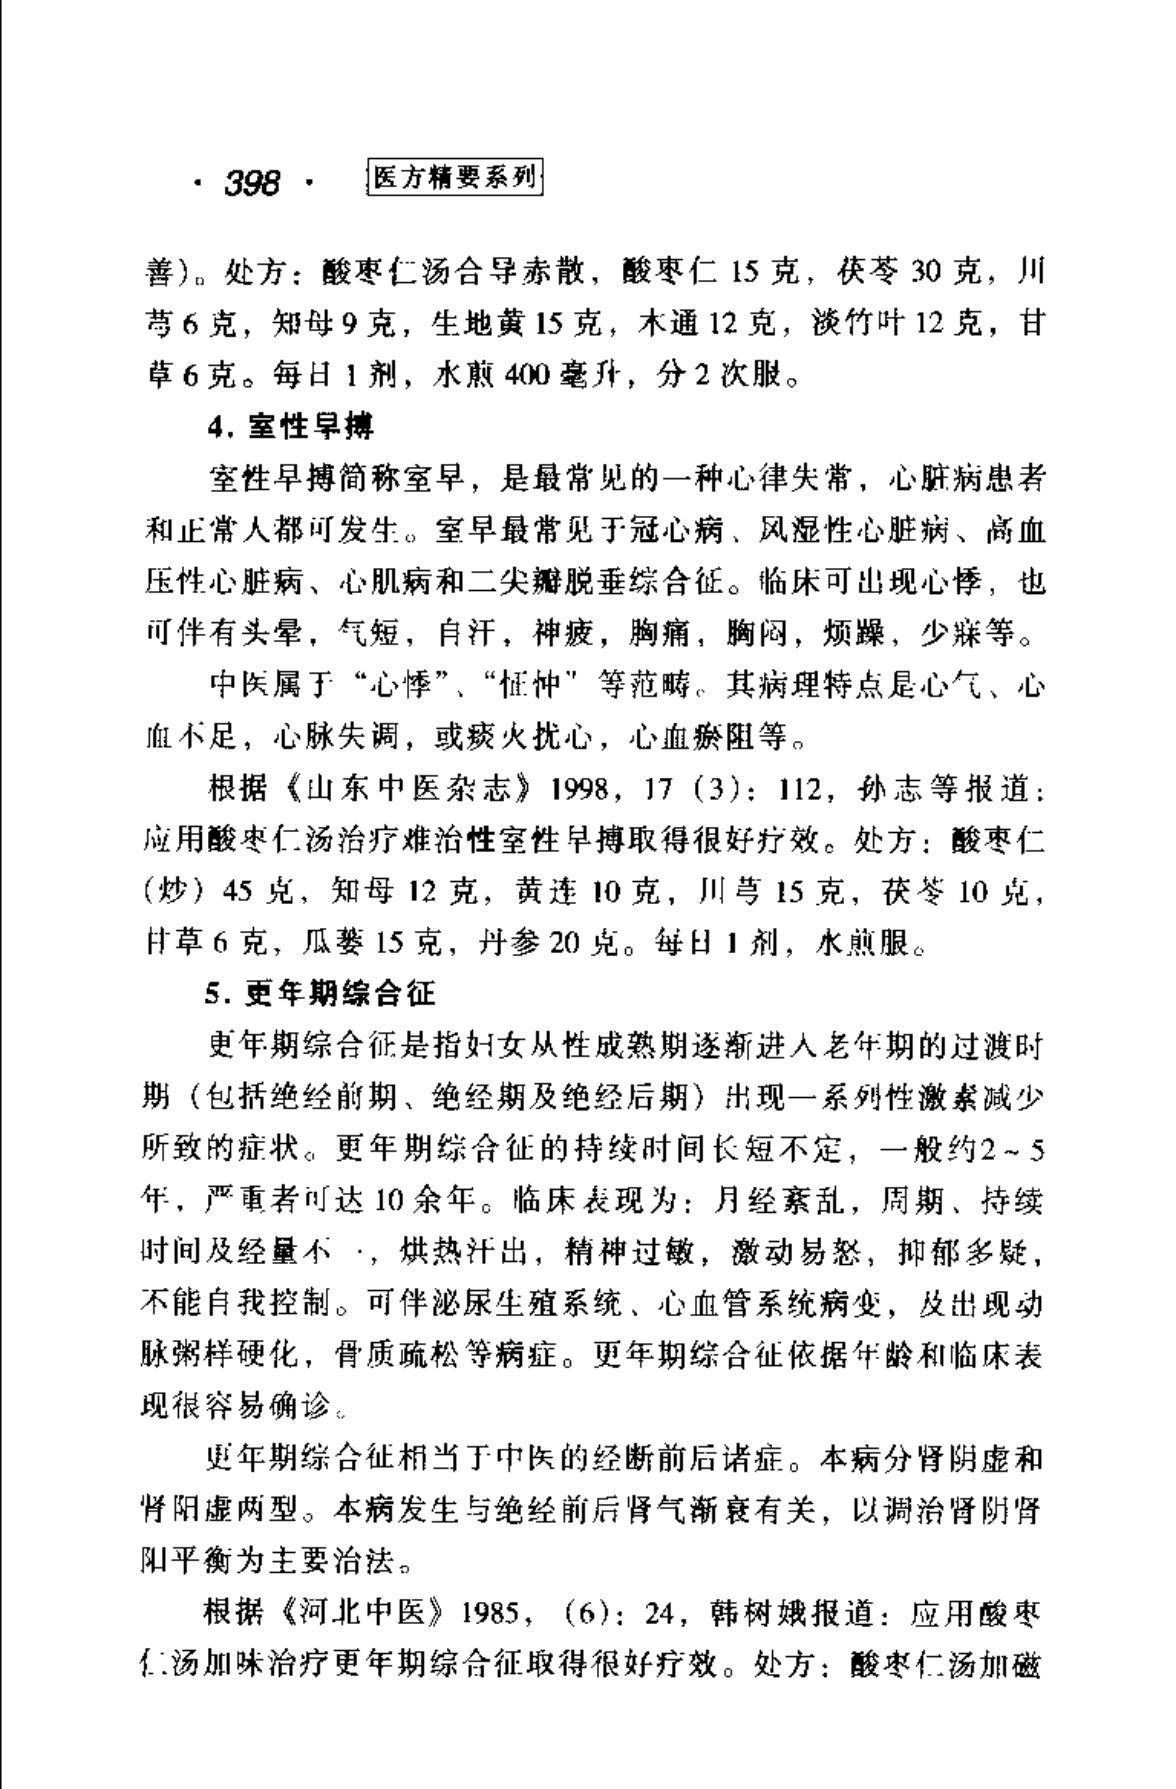 · 398 · 医方精要系列
善)。处方：酸枣仁汤合导赤散，酸枣仁 15 克，茯苓 30 克，川
芎 6 克，知母 9 克，生地黄 15 克，木通 12 克，淡竹叶 12 克，甘
草 6 克。每日 1 剂，水煎 400 毫升，分 2 次服。
4. 室性早搏
室性早搏简称室早，是最常见的一种心律失常，心脏病患者
和正常人都可发生。室早最常见于冠心病、风湿性心脏病、高血
压性心脏病、心肌病和二尖瓣脱垂综合征。临床可出现心悸，也
可伴有头晕，气短，自汗，神疲，胸痛，胸闷，烦躁，少寐等。
中医属于“心悸”、“怔忡”等范畴。其病理特点是心气、心
血不足，心脉失调，或痰火扰心，心血瘀阻等。
根据《山东中医杂志》1998，17（3）：112，孙志等报道：
应用酸枣仁汤治疗难治性室性早搏取得很好疗效。处方：酸枣仁
（炒）45 克，知母 12 克，黄连 10 克，川芎 15 克，茯苓 10 克，
甘草 6 克，瓜蒌 15 克，丹参 20 克。每日 1 剂，水煎服。
5. 更年期综合征
更年期综合征是指妇女从性成熟期逐渐进入老年期的过渡时
期（包括绝经前期、绝经期及绝经后期）出现一系列性激素减少
所致的症状。更年期综合征的持续时间长短不定，一般约2～5
年，严重者可达 10 余年。临床表现为：月经紊乱，周期、持续
时间及经量不一，烘热汗出，精神过敏，激动易怒，抑郁多疑，
不能自我控制。可伴泌尿生殖系统、心血管系统病变，及出现动
脉粥样硬化，骨质疏松等病症。更年期综合征依据年龄和临床表
现很容易确诊。
更年期综合征相当于中医的经断前后诸症。本病分肾阴虚和
肾阳虚两型。本病发生与绝经前后肾气渐衰有关，以调治肾阴肾
阳平衡为主要治法。
根据《河北中医》1985，（6）：24，韩树娥报道：应用酸枣
仁汤加味治疗更年期综合征取得很好疗效。处方：酸枣仁汤加磁